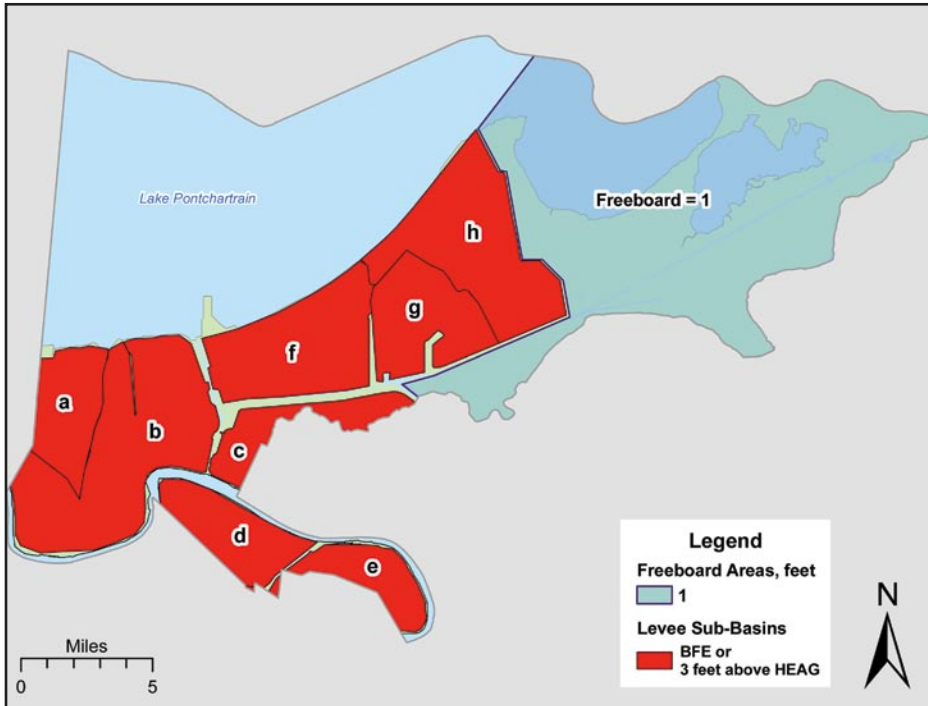 Lake Pontchartrain
Freeboard = 1
h
g
f
a
b
c
d
e
Legend
Freeboard Areas, feet
1
Levee Sub-Basins
BFE or
3 feet above HEAG
N
Miles
0 5